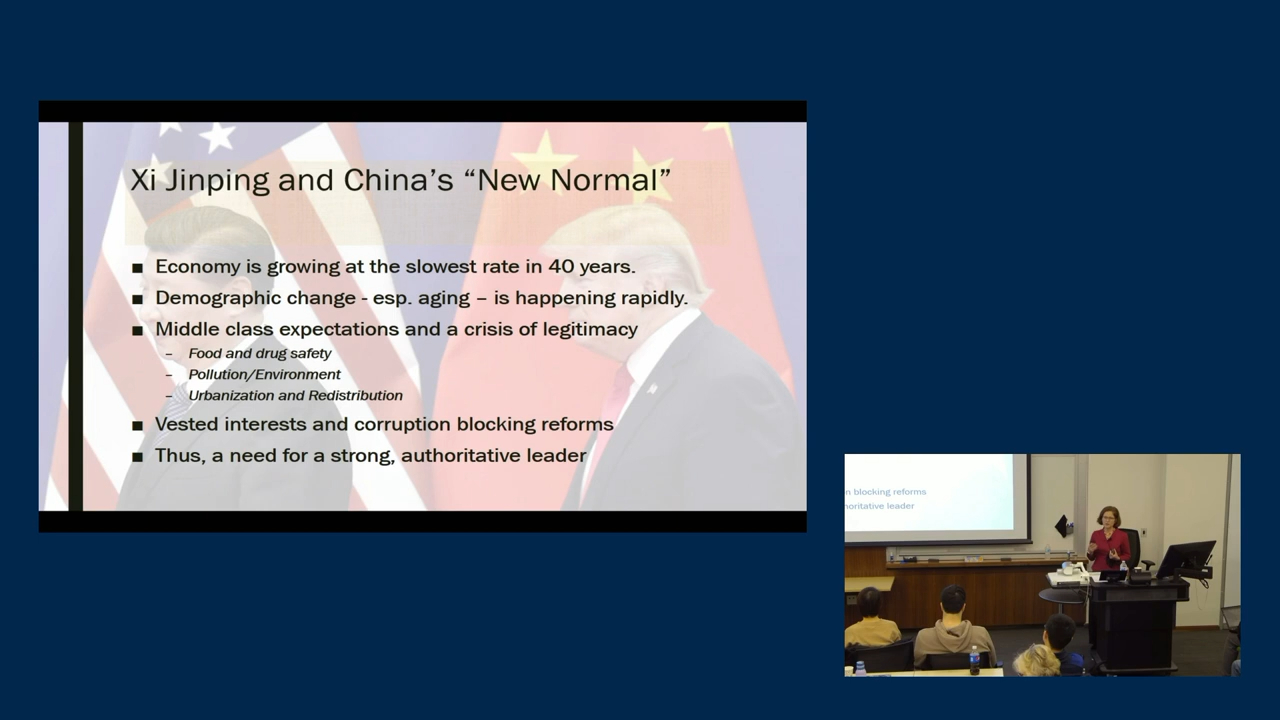 Xi Jinping and China's “New Normal”
■ Economy is growing at the slowest rate in 40 years.
■ Demographic change - esp. aging – is happening rapidly.
■ Middle class expectations and a crisis of legitimacy
– Food and drug safety
– Pollution/Environment
– Urbanization and Redistribution
■ Vested interests and corruption blocking reforms
■ Thus, a need for a strong, authoritative leader
n blocking reforms
horitative leader